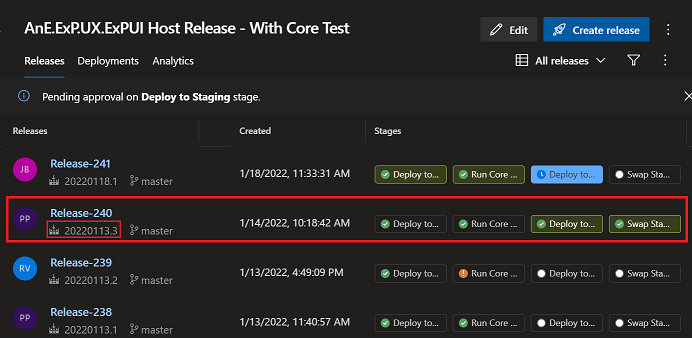 AnE.ExP.UX.ExPUI Host Release - With Core Test
Edit
Create release
Releases
Deployments
Analytics
All releases
Pending approval on Deploy to Staging stage.
Releases
Created
Stages
JB
Release-241
20220118.1
master
1/18/2022, 11:33:31 AM
Deploy to...
Run Core ...
Deploy to...
Swap Sta...
PP
Release-240
20220113.3
master
1/14/2022, 10:18:42 AM
Deploy to...
Run Core ...
Deploy to...
Swap Sta...
RV
Release-239
20220113.2
master
1/13/2022, 4:49:09 PM
Deploy to...
Run Core ...
Deploy to...
Swap Sta...
PP
Release-238
20220113.1
master
1/13/2022, 11:40:57 AM
Deploy to...
Run Core ...
Deploy to...
Swap Sta...